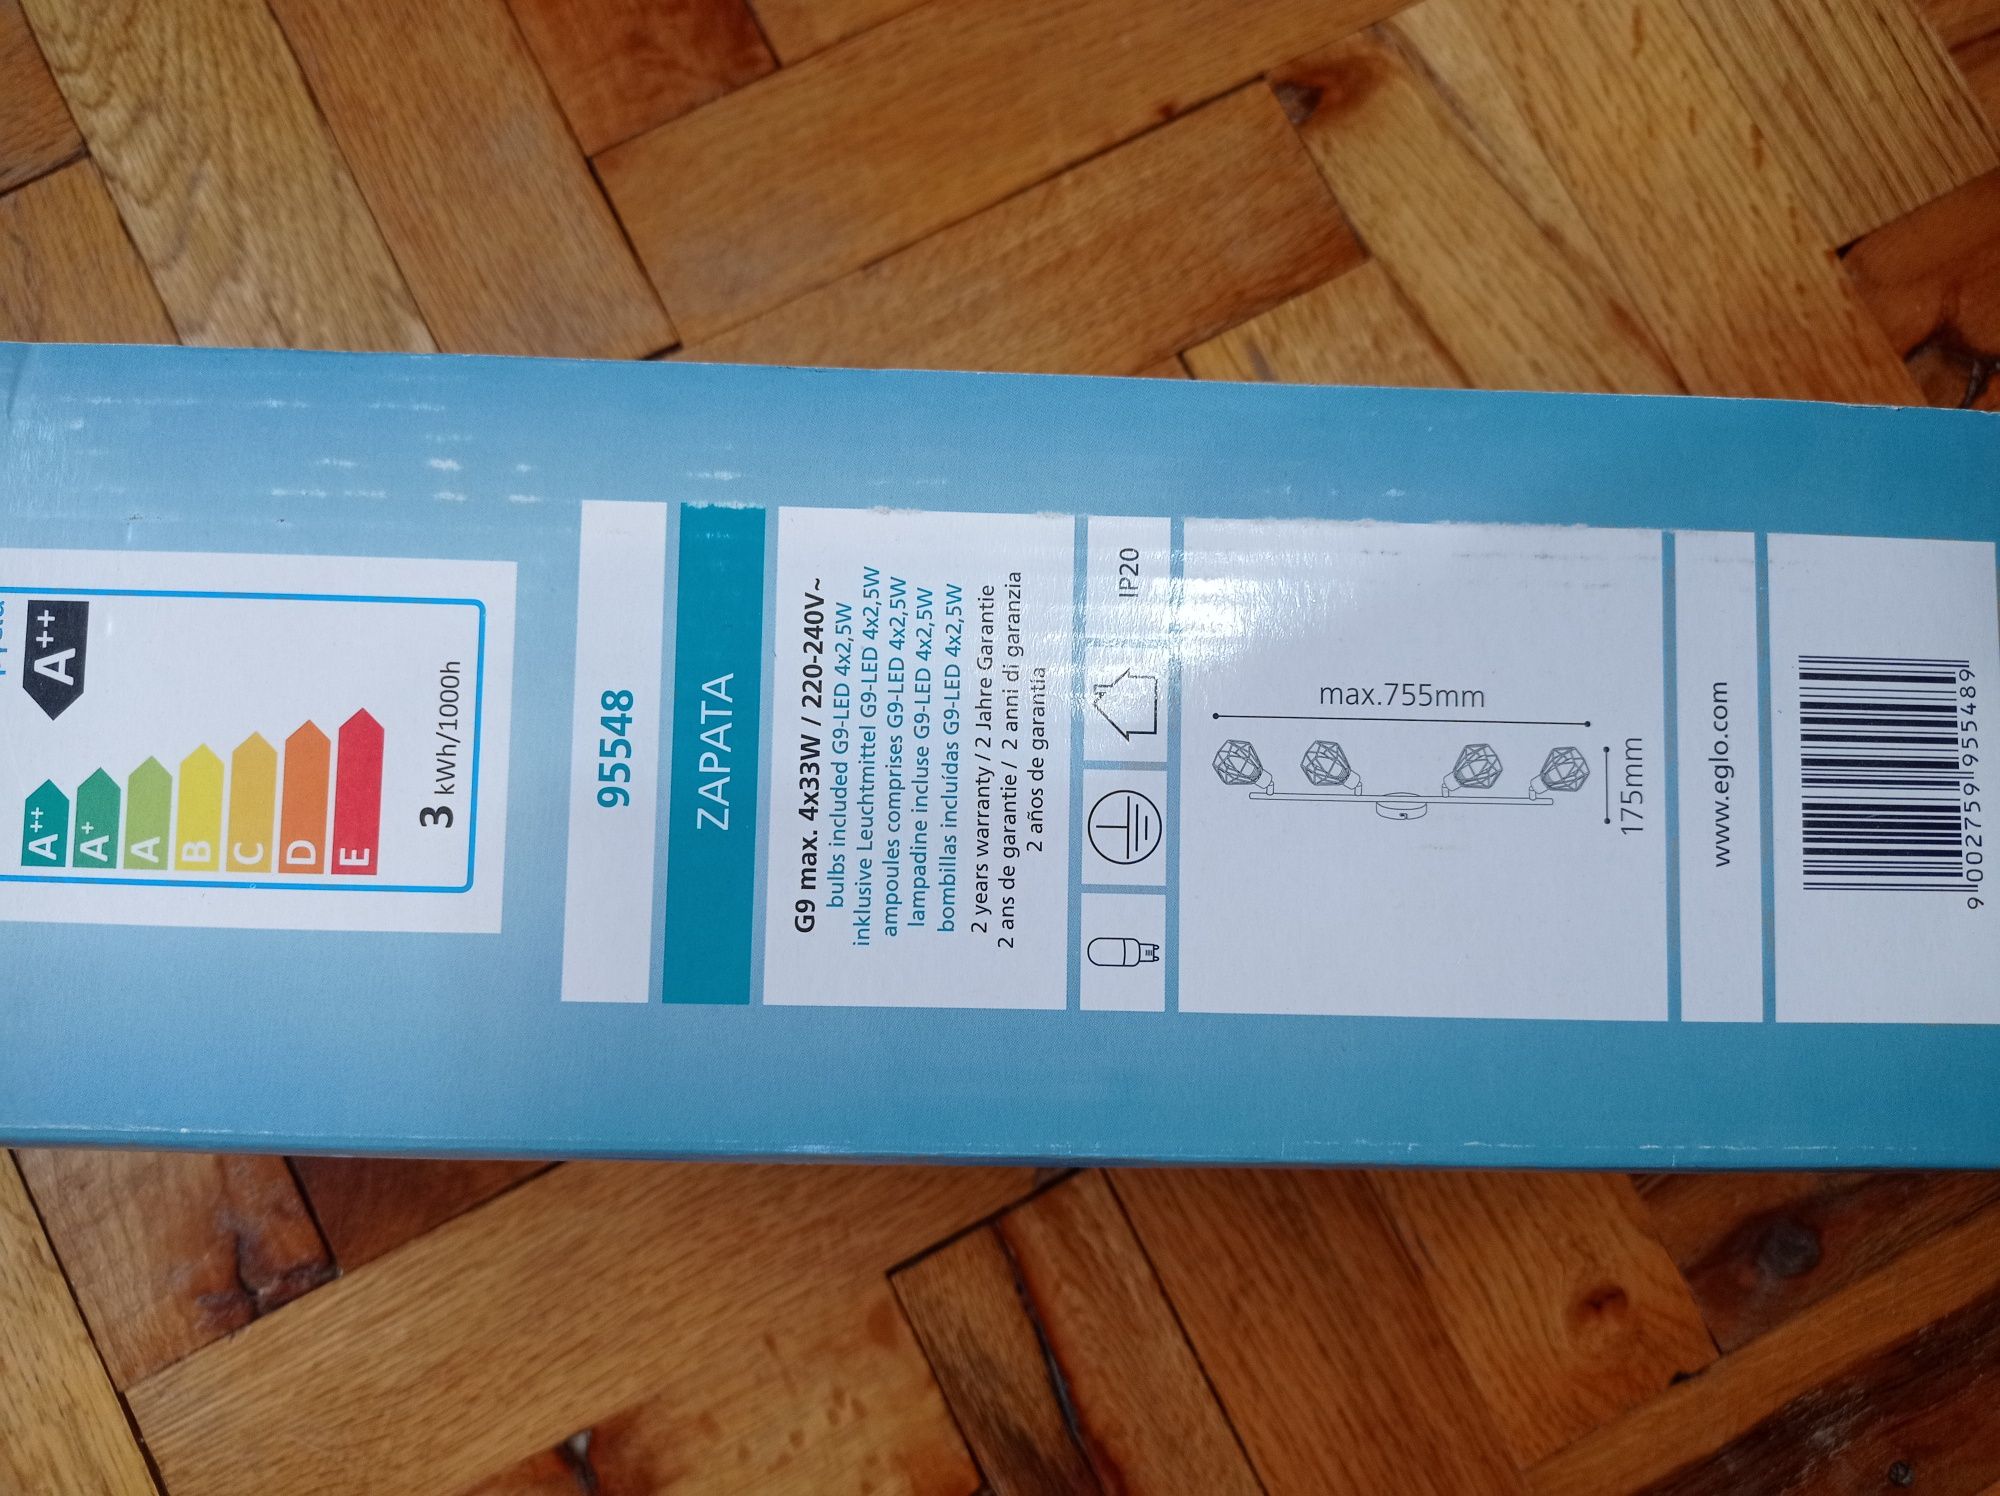 A++
A++
A+
A
B
C
D
E
3 kWh/1000h
95548
ZAPATA
G9 max. 4x33W / 220-240V~
bulbs included G9-LED 4x2,5W
inklusive Leuchtmittel G9-LED 4x2,5W
ampoules comprises G9-LED 4x2,5W
lampadine incluse G9-LED 4x2,5W
bombillas incluídas G9-LED 4x2,5W
2 years warranty / 2 Jahre Garantie
2 ans de garantie / 2 anni di garanzia
2 años de garantía
IP20
max.755mm
175mm
www.eglo.com
9 002759 955489